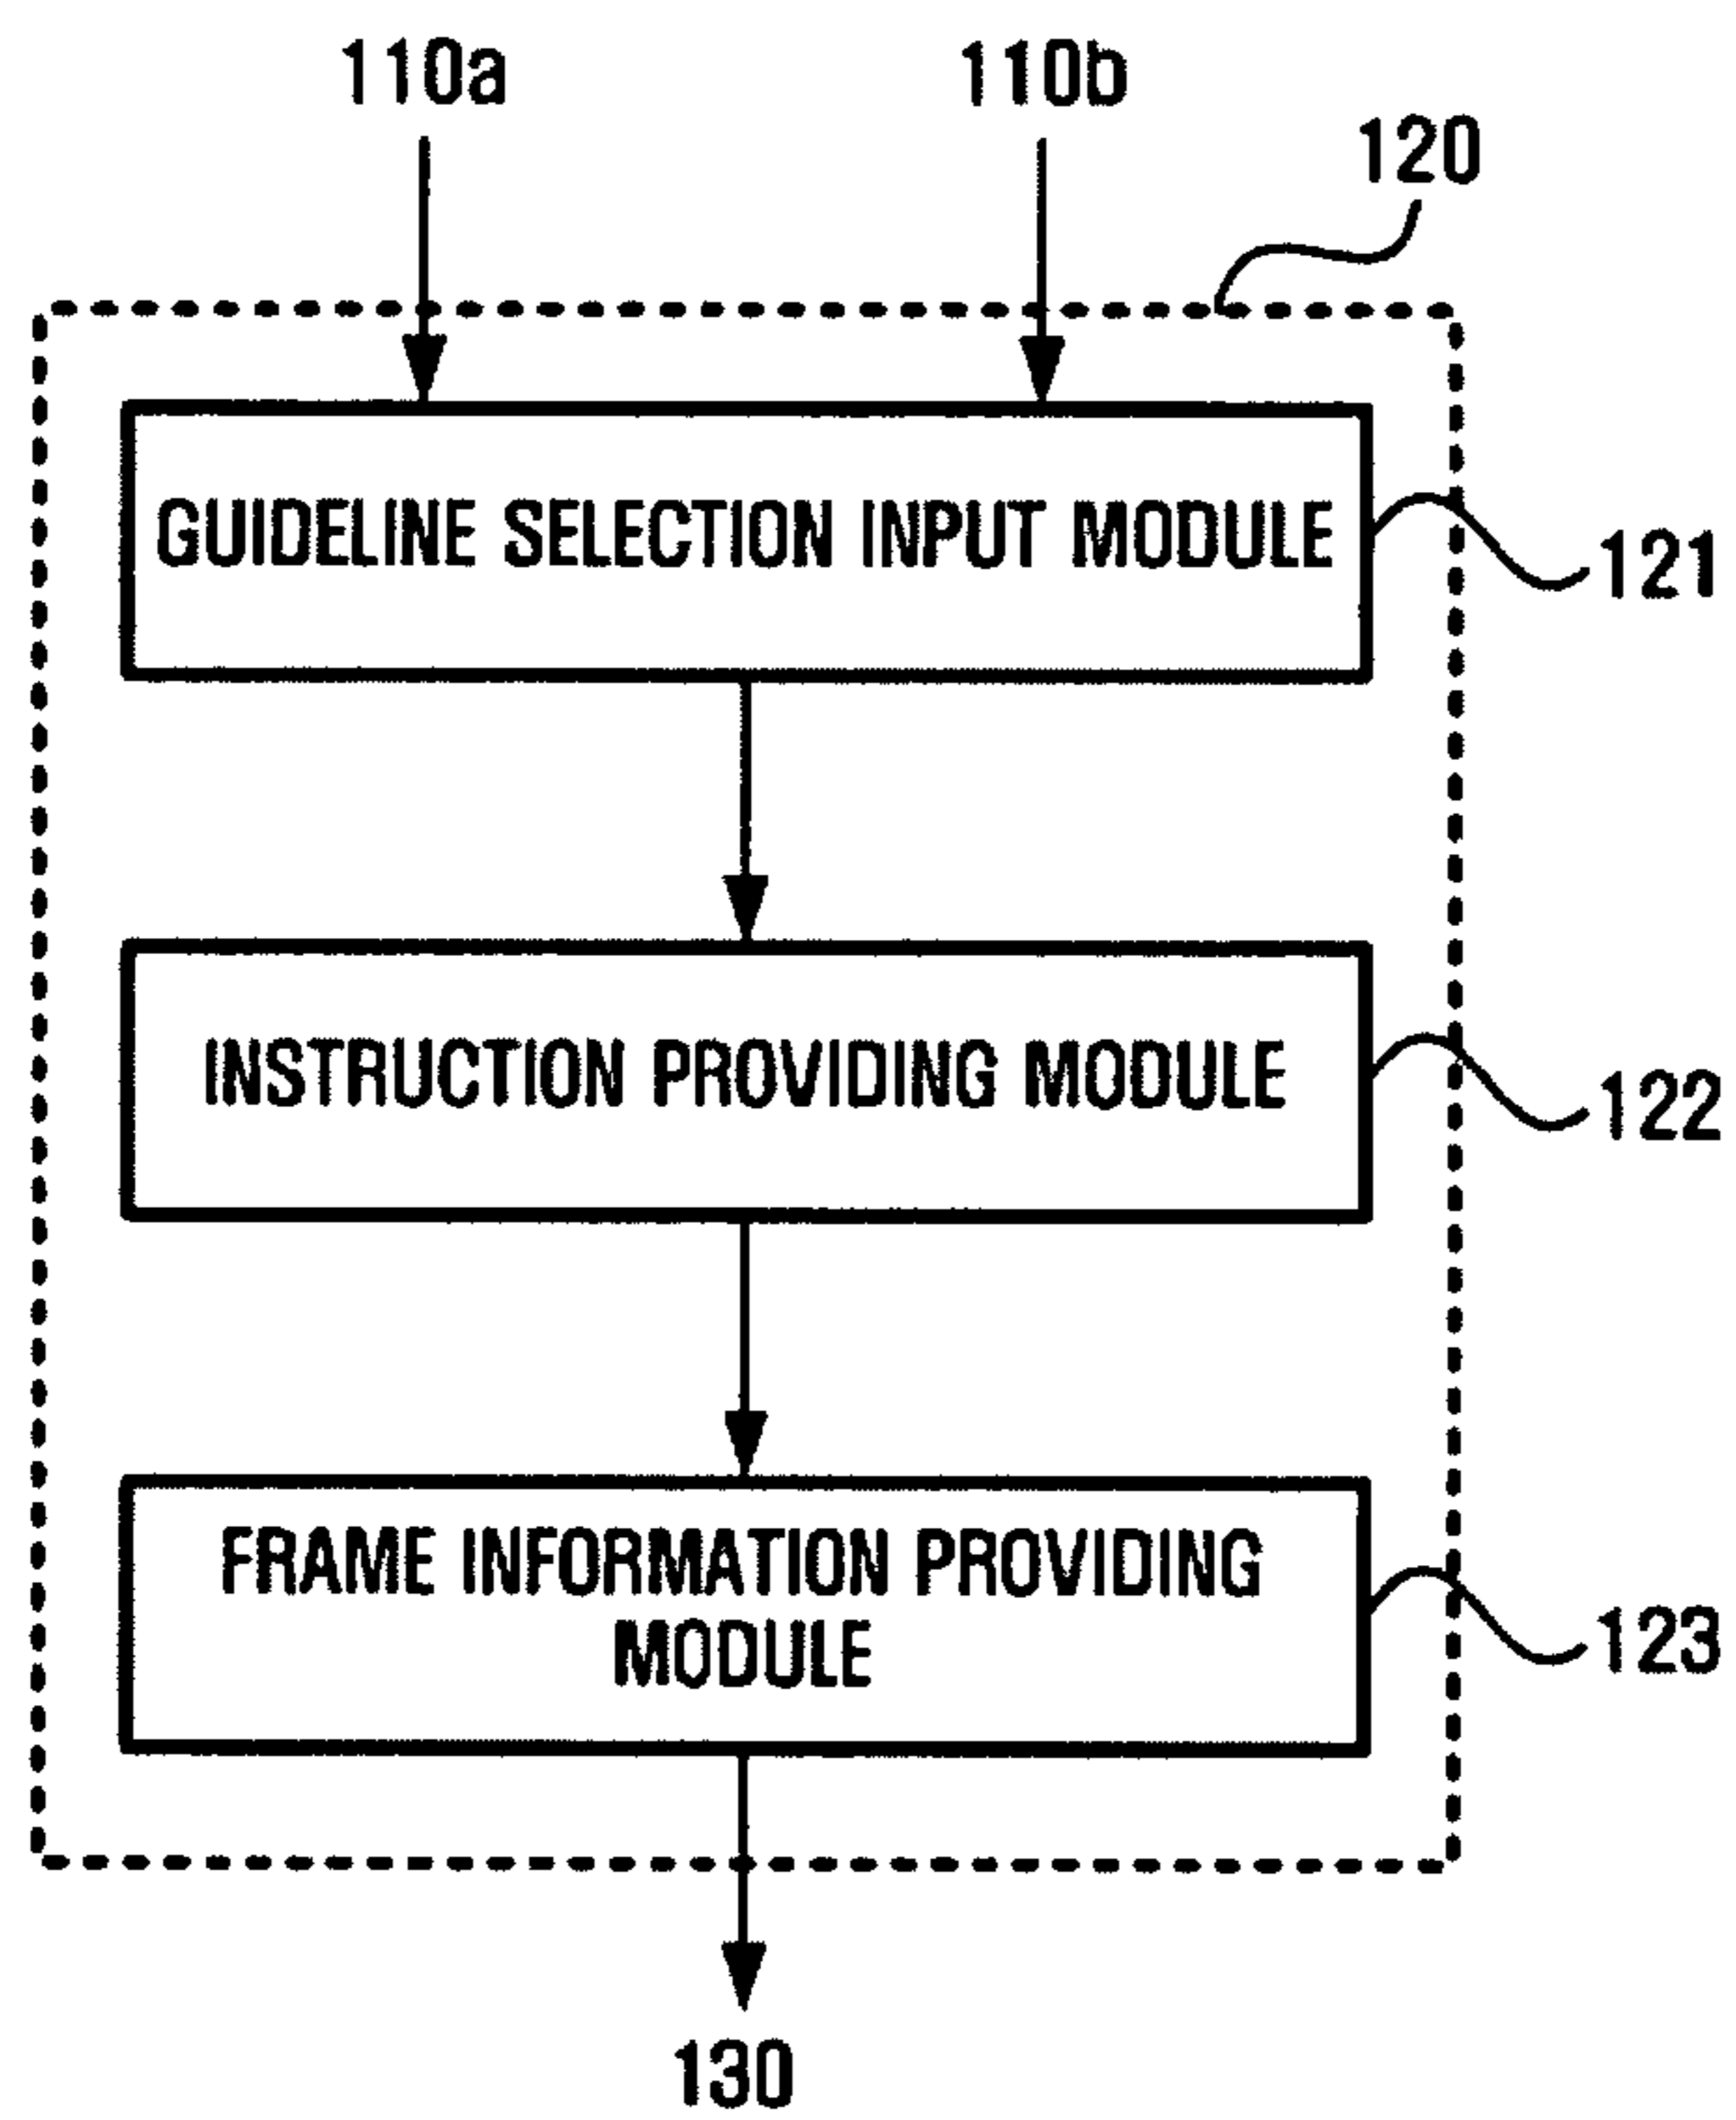 110a
110b
120
GUIDELINE SELECTION INPUT MODULE
121
INSTRUCTION PROVIDING MODULE
122
FRAME INFORMATION PROVIDING
MODULE
123
130